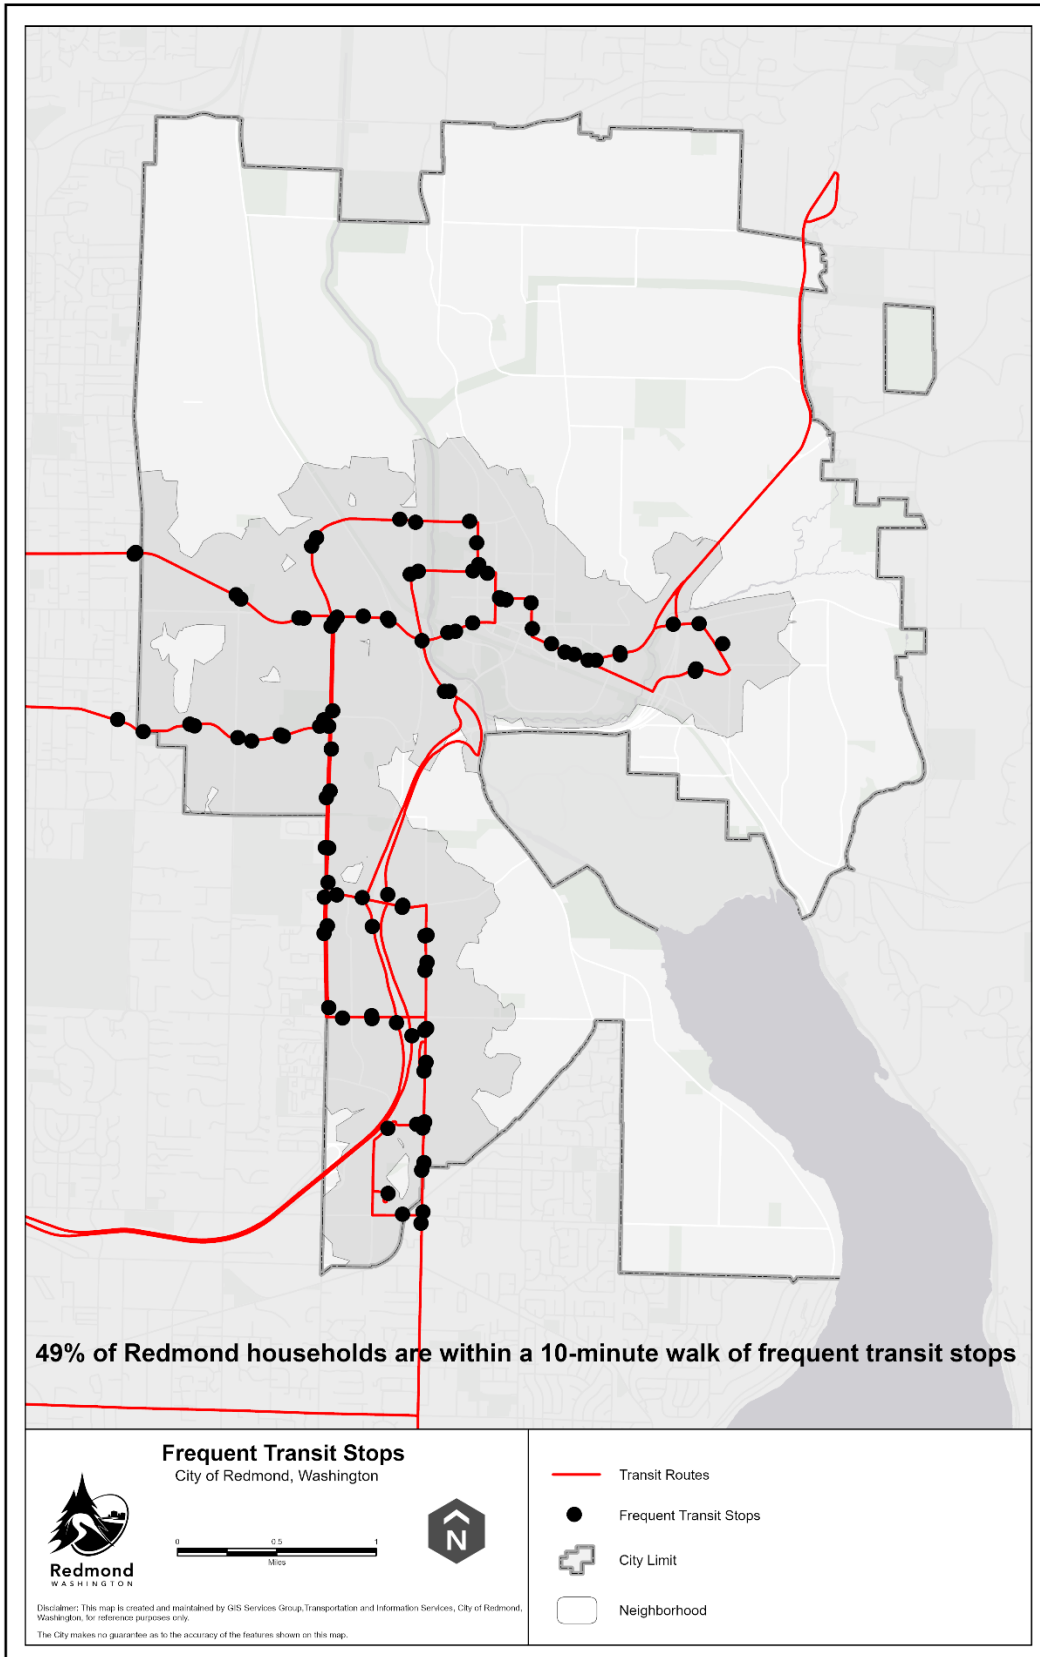 49% of Redmond households are within a 10-minute walk of frequent transit stops
Frequent Transit Stops
City of Redmond, Washington
0 0.5 1
Miles
N
Redmond
WASHINGTON
Disclaimer: This map is created and maintained by GIS Services Group,Transportation and Information Services, City of Redmond,
Washington, for reference purposes only.
The City makes no guarantee as to the accuracy of the features shown on this map.
Transit Routes
Frequent Transit Stops
City Limit
Neighborhood